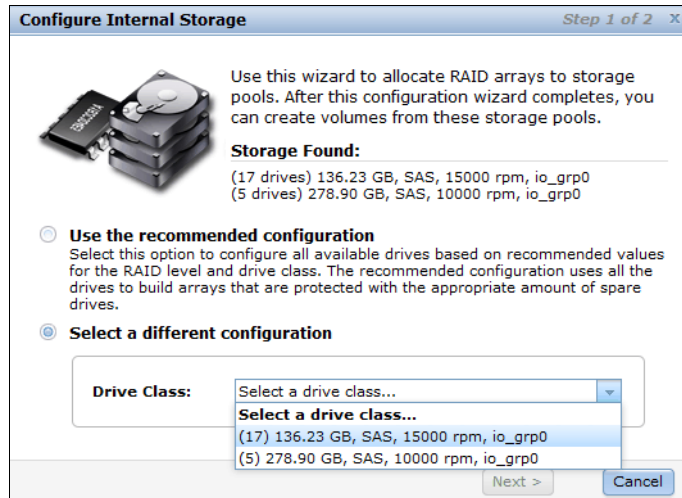 Configure Internal Storage
Step 1 of 2 x
Use this wizard to allocate RAID arrays to storage
pools. After this configuration wizard completes, you
can create volumes from these storage pools.
Storage Found:
(17 drives) 136.23 GB, SAS, 15000 rpm, io_grp0
(5 drives) 278.90 GB, SAS, 10000 rpm, io_grp0
Use the recommended configuration
Select this option to configure all available drives based on recommended values
for the RAID level and drive class. The recommended configuration uses all the
drives to build arrays that are protected with the appropriate amount of spare
drives.
Select a different configuration
Drive Class:
Select a drive class...
Select a drive class...
(17) 136.23 GB, SAS, 15000 rpm, io_grp0
(5) 278.90 GB, SAS, 10000 rpm, io_grp0
Next >
Cancel